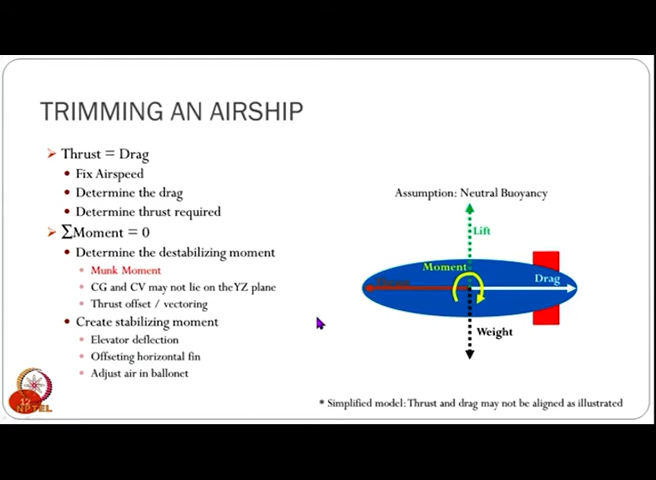 TRIMMING AN AIRSHIP
Thrust = Drag
Fix Airspeed
Determine the drag
Determine thrust required
∑Moment = 0
Determine the destabilizing moment
Munk Moment
CG and CV may not lie on the YZ plane
Thrust offset / vectoring
Create stabilizing moment
Elevator deflection
Offseting horizontal fin
Adjust air in ballonet
Assumption: Neutral Buoyancy
Lift
Moment
Drag
Weight
* Simplified model: Thrust and drag may not be aligned as illustrated
12
NPTEL